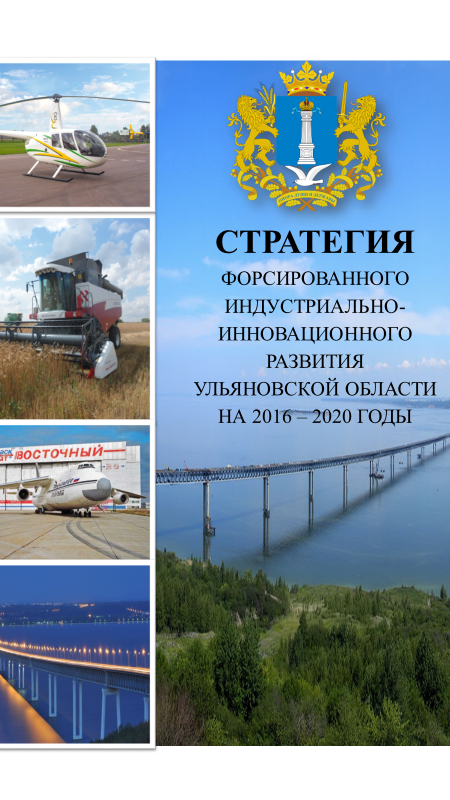 СТРАТЕГИЯ
ФОРСИРОВАННОГО
ИНДУСТРИАЛЬНО-
ИННОВАЦИОННОГО
РАЗВИТИЯ
УЛЬЯНОВСКОЙ ОБЛАСТИ
НА 2016 – 2020 ГОДЫ
ВОСТОЧНЫЙ